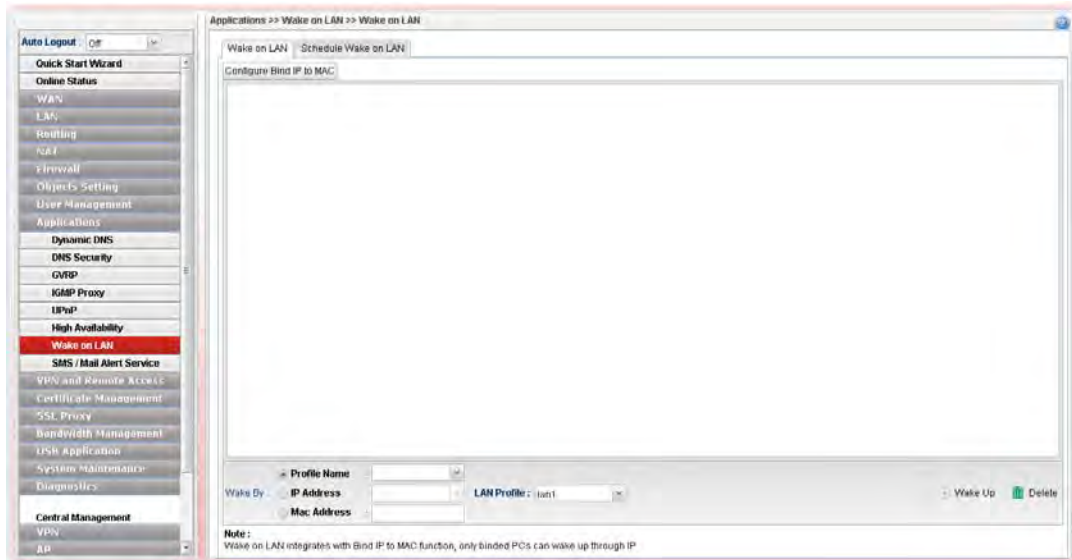 Applications >> Wake on LAN >> Wake on LAN
Auto Logout : Off
Quick Start Wizard
Online Status
WAN
LAN
Routing
NAT
Firewall
Objects Setting
User Management
Applications
Dynamic DNS
DNS Security
GVRP
IGMP Proxy
UPnP
High Availability
Wake on LAN
SMS / Mail Alert Service
VPN and Remote Access
Certificate Management
SSL Proxy
Bandwidth Management
USB Application
System Maintenance
Diagnostics
Central Management
VPN
AP
Wake on LAN Schedule Wake on LAN
Configure Bind IP to MAC
Wake By :
Profile Name
IP Address
Mac Address
LAN Profile : lan1
Wake Up Delete
Note :
Wake on LAN integrates with Bind IP to MAC function, only binded PCs can wake up through IP